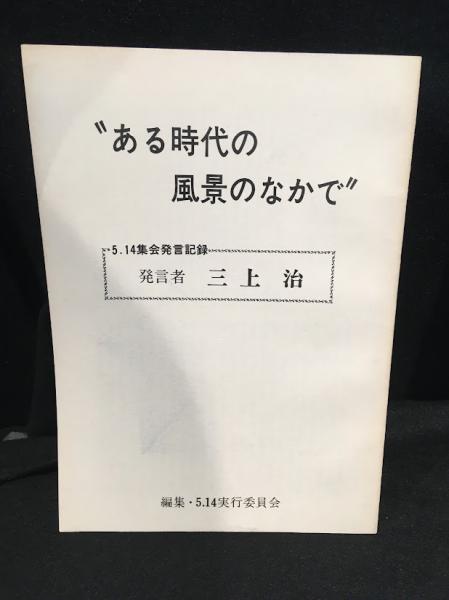 〝ある時代の
風景のなかで〟
5.14集会発言記録
発言者 三上 治
編集・5.14実行委員会